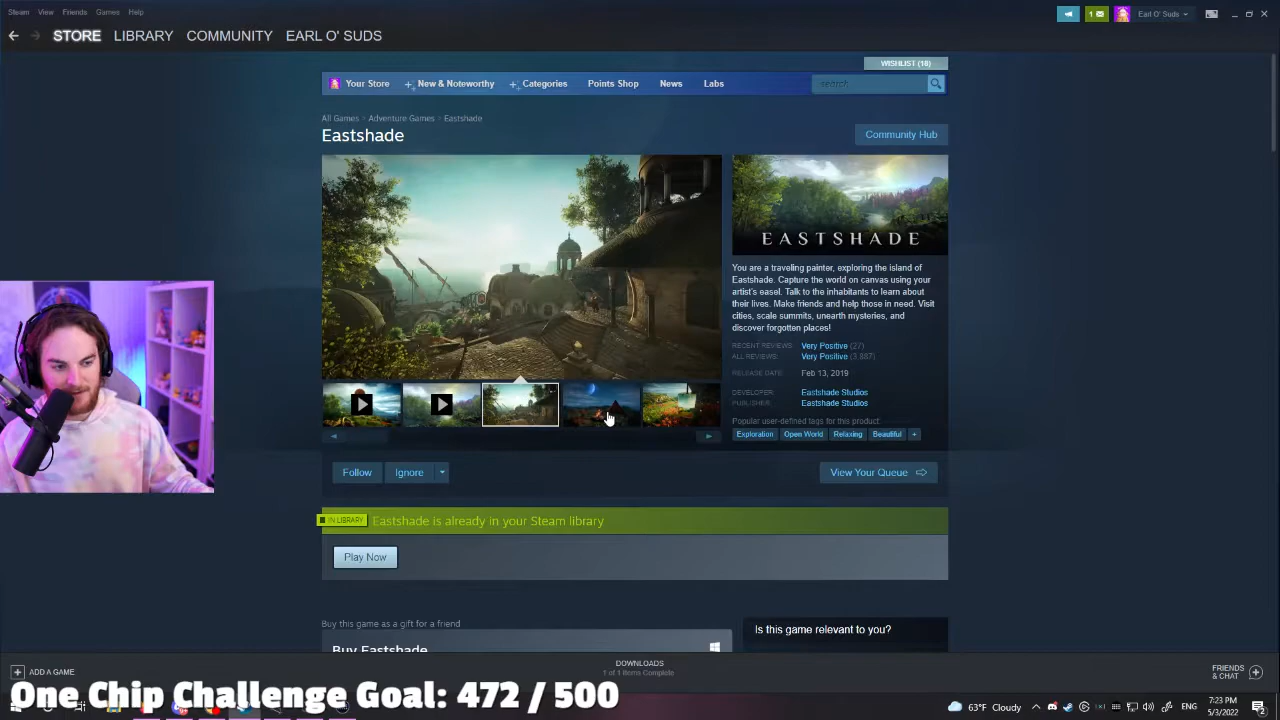 Steam View Friends Games Help
1
Earl O' Suds
STORE LIBRARY COMMUNITY EARL O' SUDS
WISHLIST (18)
Your Store New & Noteworthy Categories Points Shop News Labs search
All Games > Adventure Games > Eastshade
Eastshade
Community Hub
EASTSHADE
You are a traveling painter, exploring the island of
Eastshade. Capture the world on canvas using your
artist's easel. Talk to the inhabitants to learn about
their lives. Make friends and help those in need. Visit
cities, scale summits, unearth mysteries, and
discover forgotten places!
RECENT REVIEWS: Very Positive (27)
ALL REVIEWS: Very Positive (3,887)
RELEASE DATE: Feb 13, 2019
DEVELOPER: Eastshade Studios
PUBLISHER: Eastshade Studios
Popular user-defined tags for this product:
Exploration Open World Relaxing Beautiful +
Follow Ignore
View Your Queue
IN LIBRARY Eastshade is already in your Steam library
Play Now
Buy this game as a gift for a friend
Buy Eastshade
Is this game relevant to you?
ADD A GAME
DOWNLOADS
1 of 1 Items Complete
FRIENDS
& CHAT
One Chip Challenge Goal: 472 / 500
63°F Cloudy
7:23 PM
5/3/2022